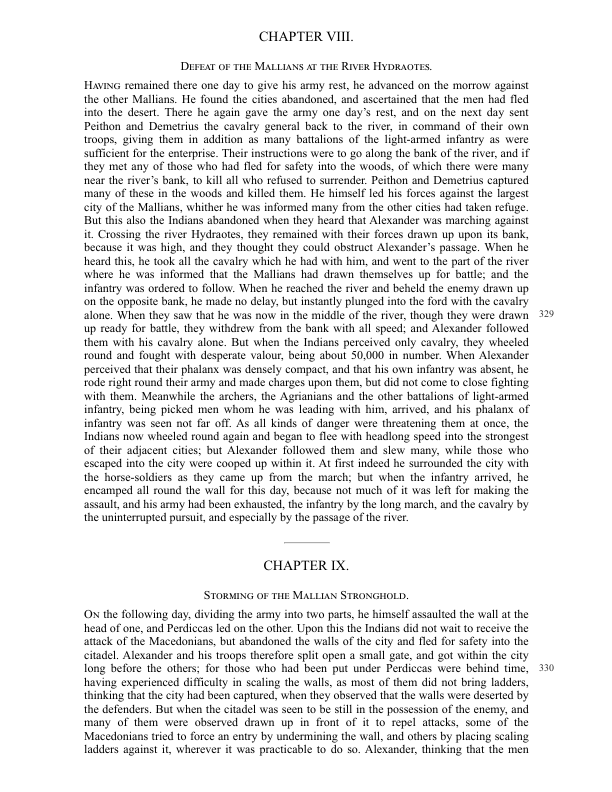 CHAPTER VIII.
Defeat of the Mallians at the River Hydraotes.
Having remained there one day to give his army rest, he advanced on the morrow against
the other Mallians. He found the cities abandoned, and ascertained that the men had fled
into the desert. There he again gave the army one day’s rest, and on the next day sent
Peithon and Demetrius the cavalry general back to the river, in command of their own
troops, giving them in addition as many battalions of the light-armed infantry as were
sufficient for the enterprise. Their instructions were to go along the bank of the river, and if
they met any of those who had fled for safety into the woods, of which there were many
near the river’s bank, to kill all who refused to surrender. Peithon and Demetrius captured
many of these in the woods and killed them. He himself led his forces against the largest
city of the Mallians, whither he was informed many from the other cities had taken refuge.
But this also the Indians abandoned when they heard that Alexander was marching against
it. Crossing the river Hydraotes, they remained with their forces drawn up upon its bank,
because it was high, and they thought they could obstruct Alexander’s passage. When he
heard this, he took all the cavalry which he had with him, and went to the part of the river
where he was informed that the Mallians had drawn themselves up for battle; and the
infantry was ordered to follow. When he reached the river and beheld the enemy drawn up
on the opposite bank, he made no delay, but instantly plunged into the ford with the cavalry
alone. When they saw that he was now in the middle of the river, though they were drawn 329
up ready for battle, they withdrew from the bank with all speed; and Alexander followed
them with his cavalry alone. But when the Indians perceived only cavalry, they wheeled
round and fought with desperate valour, being about 50,000 in number. When Alexander
perceived that their phalanx was densely compact, and that his own infantry was absent, he
rode right round their army and made charges upon them, but did not come to close fighting
with them. Meanwhile the archers, the Agrianians and the other battalions of light-armed
infantry, being picked men whom he was leading with him, arrived, and his phalanx of
infantry was seen not far off. As all kinds of danger were threatening them at once, the
Indians now wheeled round again and began to flee with headlong speed into the strongest
of their adjacent cities; but Alexander followed them and slew many, while those who
escaped into the city were cooped up within it. At first indeed he surrounded the city with
the horse-soldiers as they came up from the march; but when the infantry arrived, he
encamped all round the wall for this day, because not much of it was left for making the
assault, and his army had been exhausted, the infantry by the long march, and the cavalry by
the uninterrupted pursuit, and especially by the passage of the river.
CHAPTER IX.
Storming of the Mallian Stronghold.
On the following day, dividing the army into two parts, he himself assaulted the wall at the
head of one, and Perdiccas led on the other. Upon this the Indians did not wait to receive the
attack of the Macedonians, but abandoned the walls of the city and fled for safety into the
citadel. Alexander and his troops therefore split open a small gate, and got within the city
long before the others; for those who had been put under Perdiccas were behind time, 330
having experienced difficulty in scaling the walls, as most of them did not bring ladders,
thinking that the city had been captured, when they observed that the walls were deserted by
the defenders. But when the citadel was seen to be still in the possession of the enemy, and
many of them were observed drawn up in front of it to repel attacks, some of the
Macedonians tried to force an entry by undermining the wall, and others by placing scaling
ladders against it, wherever it was practicable to do so. Alexander, thinking that the men